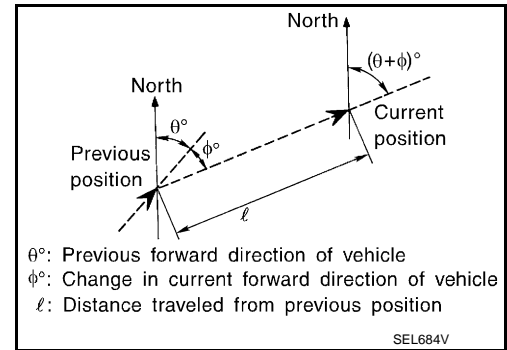 North
(θ+ϕ)°
North
θ°
ϕ°
Current
position
Previous
position
ℓ
θ°: Previous forward direction of vehicle
ϕ°: Change in current forward direction of vehicle
ℓ: Distance traveled from previous position
SEL684V